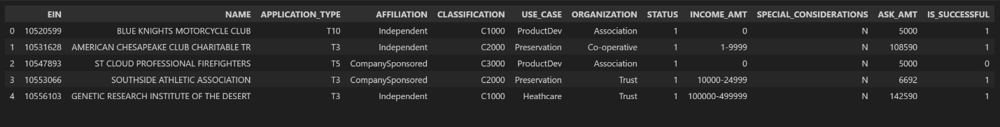 EIN NAME APPLICATION_TYPE AFFILIATION CLASSIFICATION USE_CASE ORGANIZATION STATUS INCOME_AMT SPECIAL_CONSIDERATIONS ASK_AMT IS_SUCCESSFUL
0 10520599 BLUE KNIGHTS MOTORCYCLE CLUB T10 Independent C1000 ProductDev Association 1 0 N 5000 1
1 10531628 AMERICAN CHESAPEAKE CLUB CHARITABLE TR T3 Independent C2000 Preservation Co-operative 1 1-9999 N 108590 1
2 10547893 ST CLOUD PROFESSIONAL FIREFIGHTERS T5 CompanySponsored C3000 ProductDev Association 1 0 N 5000 0
3 10553066 SOUTHSIDE ATHLETIC ASSOCIATION T3 CompanySponsored C2000 Preservation Trust 1 10000-24999 N 6692 1
4 10556103 GENETIC RESEARCH INSTITUTE OF THE DESERT T3 Independent C1000 Heathcare Trust 1 100000-499999 N 142590 1